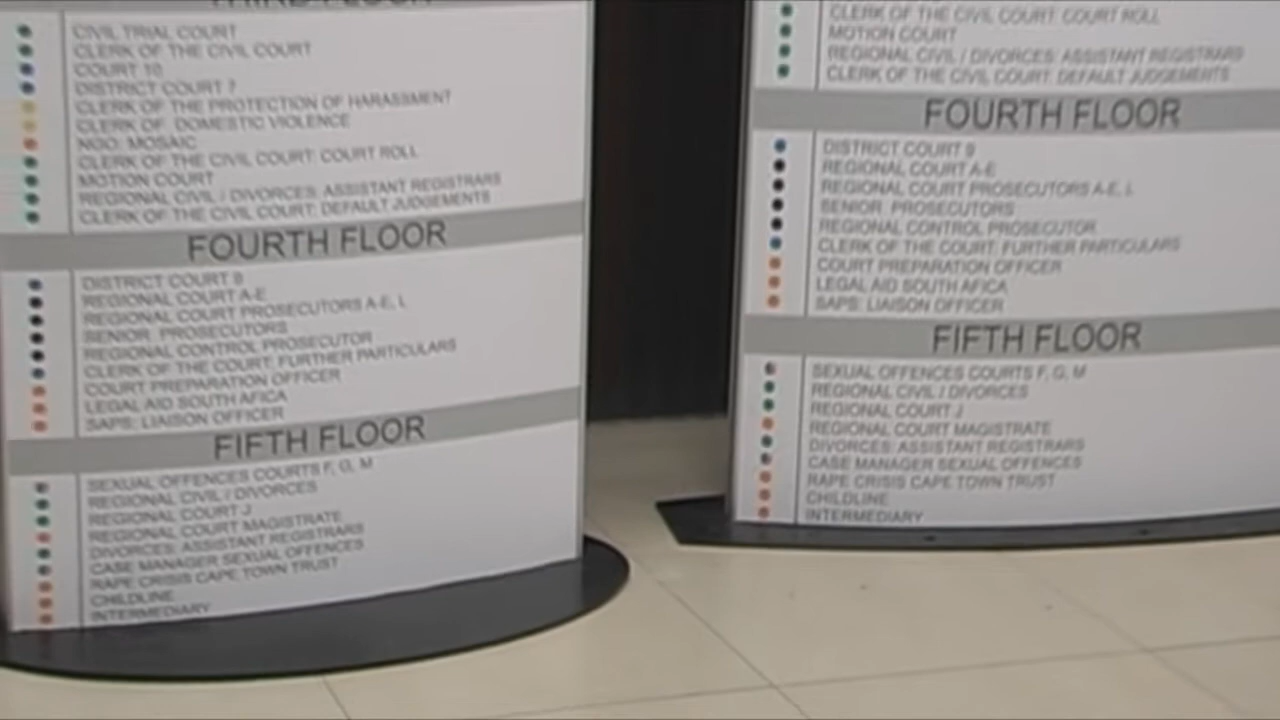 THIRD FLOOR
CIVIL TRIAL COURT
CLERK OF THE CIVIL COURT
COURT 10
DISTRICT COURT 7
CLERK OF THE PROTECTION OF HARASSMENT
CLERK OF DOMESTIC VIOLENCE
NGO: MOSAIC
CLERK OF THE CIVIL COURT: COURT ROLL
MOTION COURT
REGIONAL CIVIL / DIVORCES: ASSISTANT REGISTRARS
CLERK OF THE CIVIL COURT: DEFAULT JUDGEMENTS
FOURTH FLOOR
DISTRICT COURT 9
REGIONAL COURT A-E
REGIONAL COURT PROSECUTORS A-E, L
SENIOR PROSECUTORS
REGIONAL CONTROL PROSECUTOR
CLERK OF THE COURT: FURTHER PARTICULARS
COURT PREPARATION OFFICER
LEGAL AID SOUTH AFICA
SAPS: LIAISON OFFICER
FIFTH FLOOR
SEXUAL OFFENCES COURTS F, G, M
REGIONAL CIVIL / DIVORCES
REGIONAL COURT J
REGIONAL COURT MAGISTRATE
DIVORCES: ASSISTANT REGISTRARS
CASE MANAGER SEXUAL OFFENCES
RAPE CRISIS CAPE TOWN TRUST
CHILDLINE
INTERMEDIARY
CLERK OF THE CIVIL COURT: COURT ROLL
MOTION COURT
REGIONAL CIVIL / DIVORCES: ASSISTANT REGISTRARS
CLERK OF THE CIVIL COURT: DEFAULT JUDGEMENTS
FOURTH FLOOR
DISTRICT COURT 9
REGIONAL COURT A-E
REGIONAL COURT PROSECUTORS A-E, L
SENIOR PROSECUTORS
REGIONAL CONTROL PROSECUTOR
CLERK OF THE COURT: FURTHER PARTICULARS
COURT PREPARATION OFFICER
LEGAL AID SOUTH AFICA
SAPS: LIAISON OFFICER
FIFTH FLOOR
SEXUAL OFFENCES COURTS F, G, M
REGIONAL CIVIL / DIVORCES
REGIONAL COURT J
REGIONAL COURT MAGISTRATE
DIVORCES: ASSISTANT REGISTRARS
CASE MANAGER SEXUAL OFFENCES
RAPE CRISIS CAPE TOWN TRUST
CHILDLINE
INTERMEDIARY